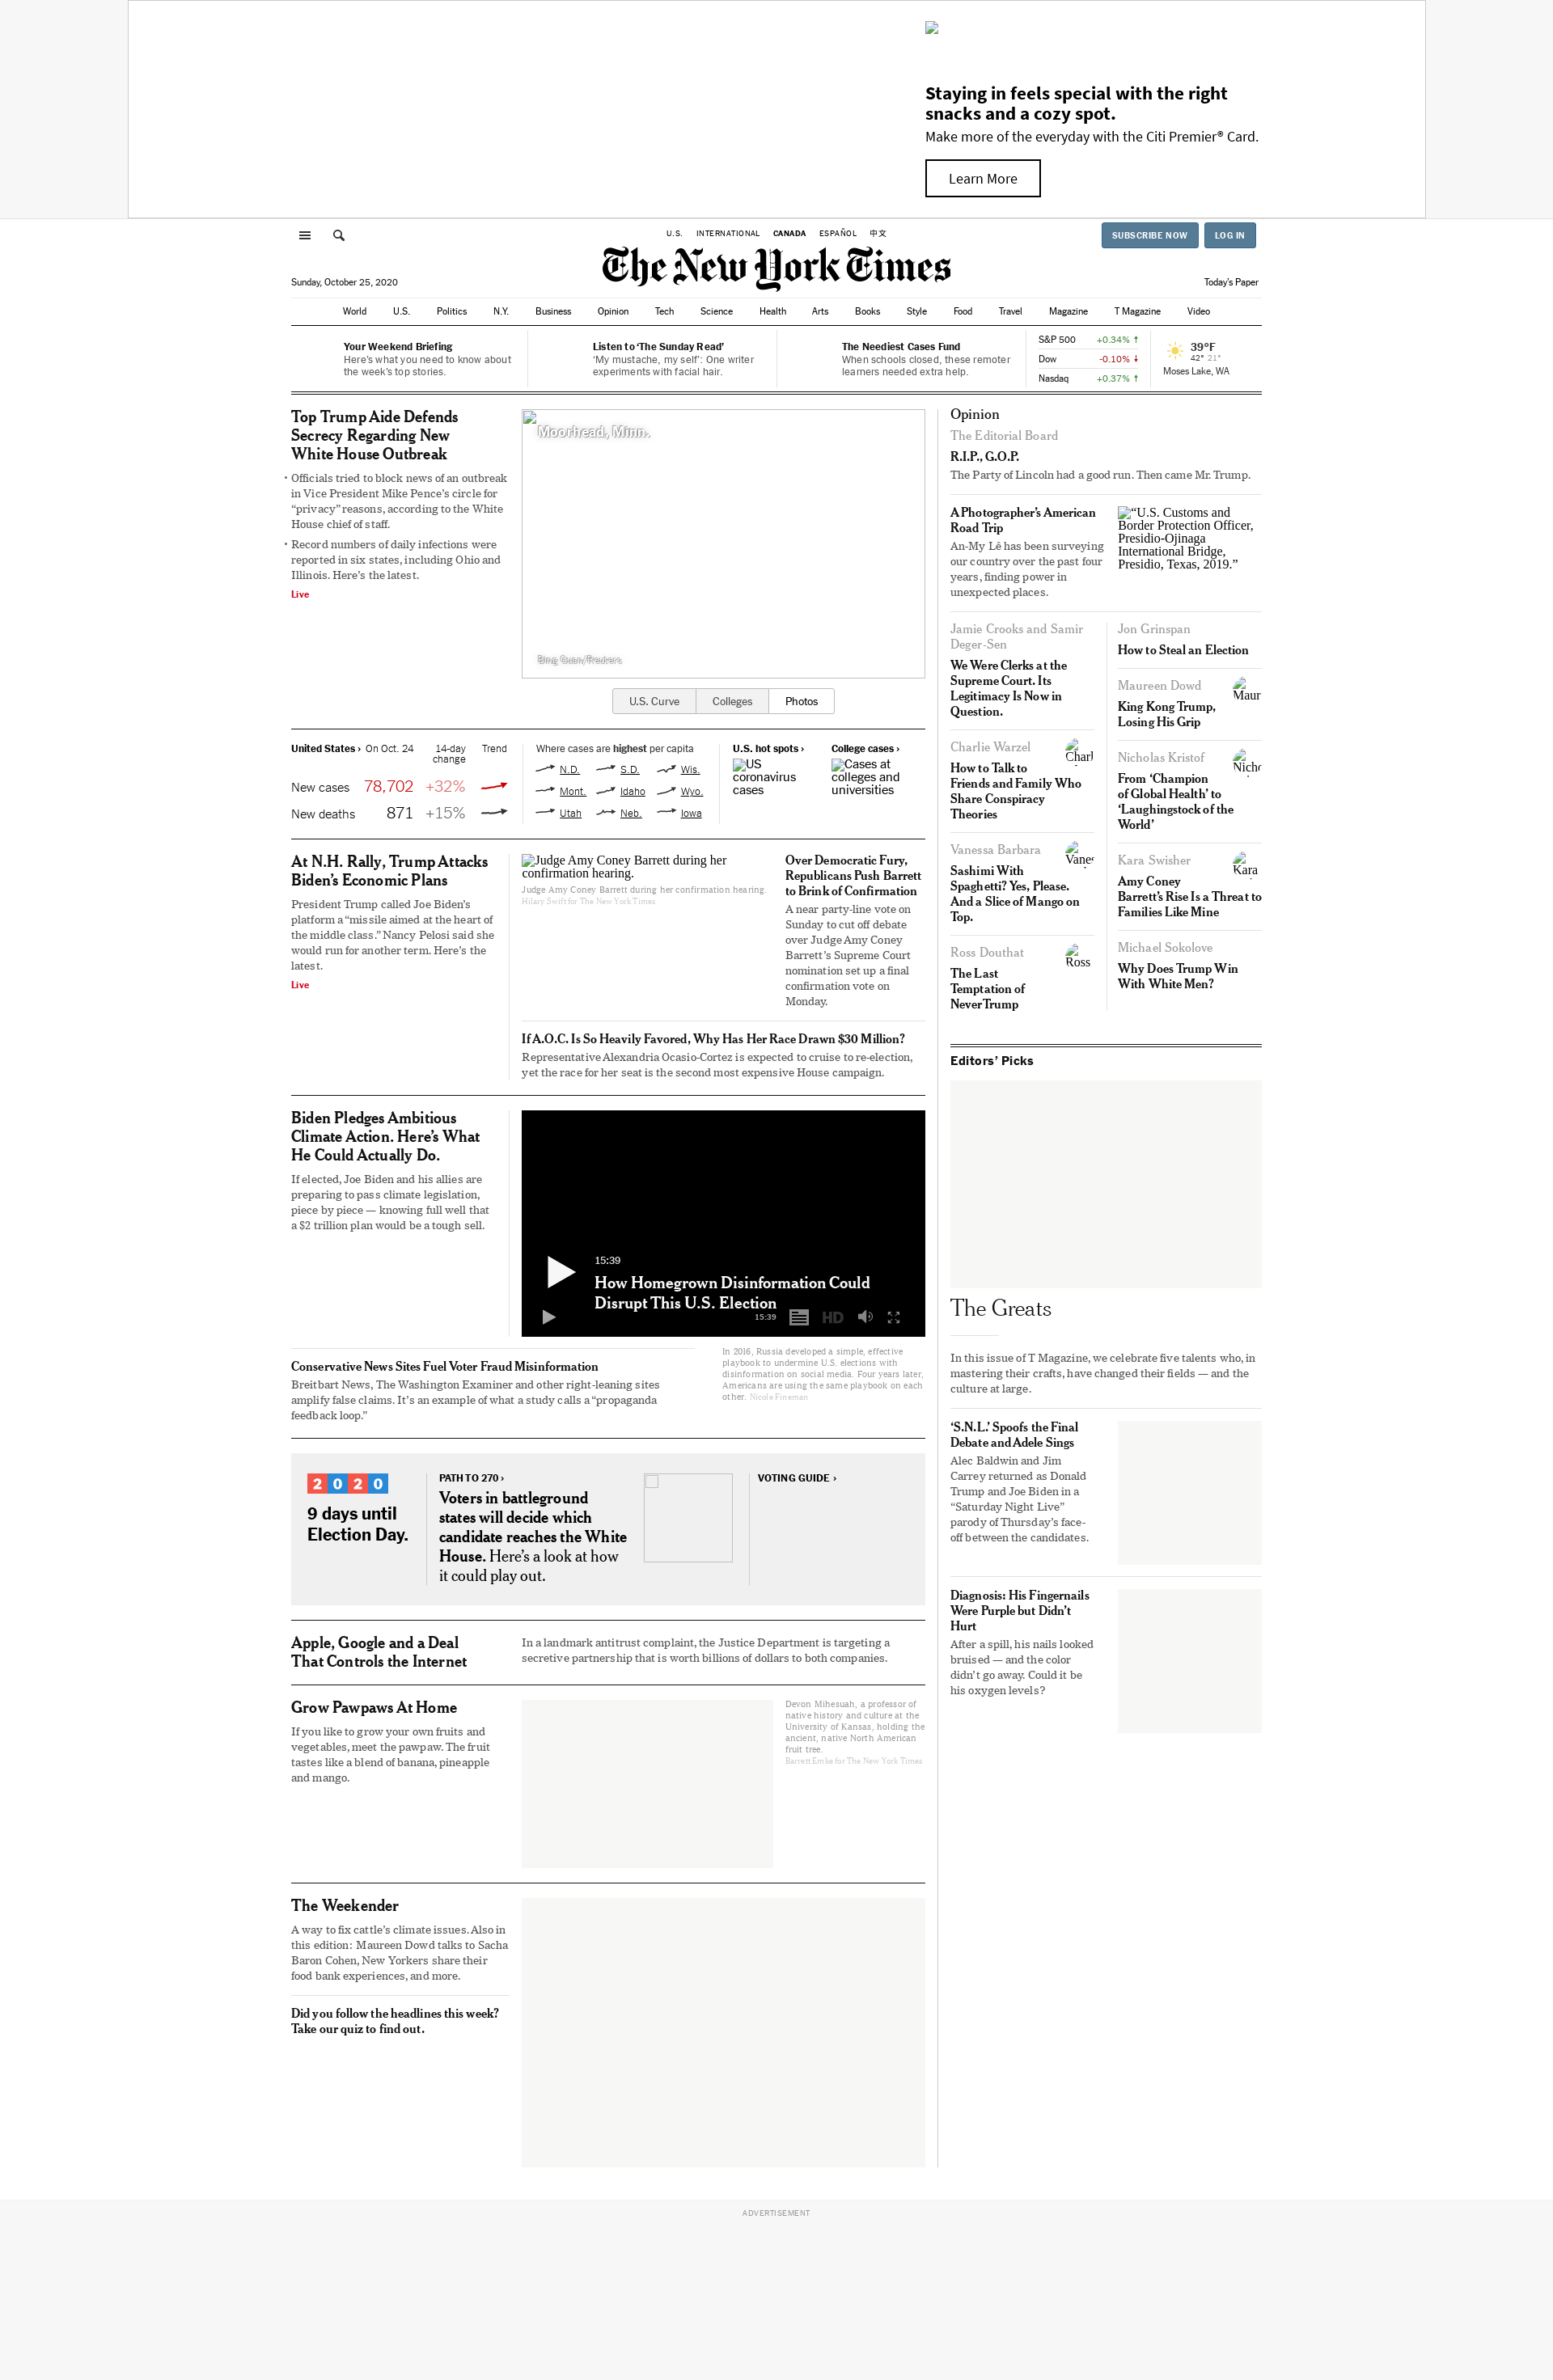 Staying in feels special with the right
snacks and a cozy spot.
Make more of the everyday with the Citi Premier® Card.
Learn More
U.S. INTERNATIONAL CANADA ESPAÑOL 中文
SUBSCRIBE NOW LOG IN
The New York Times
Sunday, October 25, 2020
Today's Paper
World U.S. Politics N.Y. Business Opinion Tech Science Health Arts Books Style Food Travel Magazine T Magazine Video
Your Weekend Briefing
Here's what you need to know about
the week's top stories.
Listen to ‘The Sunday Read’
‘My mustache, my self’: One writer
experiments with facial hair.
The Neediest Cases Fund
When schools closed, these remoter
learners needed extra help.
S&P 500 +0.34% ↑
Dow -0.10% ↓
Nasdaq +0.37% ↑
39°F
42° 21°
Moses Lake, WA
Top Trump Aide Defends
Secrecy Regarding New
White House Outbreak
• Officials tried to block news of an outbreak
in Vice President Mike Pence's circle for
“privacy” reasons, according to the White
House chief of staff.
• Record numbers of daily infections were
reported in six states, including Ohio and
Illinois. Here's the latest.
Live
Moorhead, Minn.
Bing Guan/Reuters
U.S. Curve Colleges Photos
United States › On Oct. 24 14-day
change Trend
New cases 78,702 +32%
New deaths 871 +15%
Where cases are highest per capita
N.D. S.D. Wis.
Mont. Idaho Wyo.
Utah Neb. Iowa
U.S. hot spots ›
US
coronavirus
cases
College cases ›
Cases at
colleges and
universities
At N.H. Rally, Trump Attacks
Biden's Economic Plans
President Trump called Joe Biden's
platform a “missile aimed at the heart of
the middle class.” Nancy Pelosi said she
would run for another term. Here's the
latest.
Live
Judge Amy Coney Barrett during her
confirmation hearing.
Judge Amy Coney Barrett during her confirmation hearing.
Hilary Swift for The New York Times
Over Democratic Fury,
Republicans Push Barrett
to Brink of Confirmation
A near party-line vote on
Sunday to cut off debate
over Judge Amy Coney
Barrett's Supreme Court
nomination set up a final
confirmation vote on
Monday.
If A.O.C. Is So Heavily Favored, Why Has Her Race Drawn $30 Million?
Representative Alexandria Ocasio-Cortez is expected to cruise to re-election,
yet the race for her seat is the second most expensive House campaign.
Biden Pledges Ambitious
Climate Action. Here's What
He Could Actually Do.
If elected, Joe Biden and his allies are
preparing to pass climate legislation,
piece by piece — knowing full well that
a $2 trillion plan would be a tough sell.
15:39
How Homegrown Disinformation Could
Disrupt This U.S. Election
15:39
HD
In 2016, Russia developed a simple, effective
playbook to undermine U.S. elections with
disinformation on social media. Four years later,
Americans are using the same playbook on each
other. Nicole Fineman
Conservative News Sites Fuel Voter Fraud Misinformation
Breitbart News, The Washington Examiner and other right-leaning sites
amplify false claims. It's an example of what a study calls a “propaganda
feedback loop.”
2020
9 days until
Election Day.
PATH TO 270 ›
Voters in battleground
states will decide which
candidate reaches the White
House. Here's a look at how
it could play out.
VOTING GUIDE ›
Apple, Google and a Deal
That Controls the Internet
In a landmark antitrust complaint, the Justice Department is targeting a
secretive partnership that is worth billions of dollars to both companies.
Grow Pawpaws At Home
If you like to grow your own fruits and
vegetables, meet the pawpaw. The fruit
tastes like a blend of banana, pineapple
and mango.
Devon Mihesuah, a professor of
native history and culture at the
University of Kansas, holding the
ancient, native North American
fruit tree.
Barrett Emke for The New York Times
The Weekender
A way to fix cattle's climate issues. Also in
this edition: Maureen Dowd talks to Sacha
Baron Cohen, New Yorkers share their
food bank experiences, and more.
Did you follow the headlines this week?
Take our quiz to find out.
Opinion
The Editorial Board
R.I.P., G.O.P.
The Party of Lincoln had a good run. Then came Mr. Trump.
A Photographer's American
Road Trip
An-My Lê has been surveying
our country over the past four
years, finding power in
unexpected places.
“U.S. Customs and
Border Protection Officer,
Presidio-Ojinaga
International Bridge,
Presidio, Texas, 2019.”
Jamie Crooks and Samir
Deger-Sen
We Were Clerks at the
Supreme Court. Its
Legitimacy Is Now in
Question.
Charlie Warzel
How to Talk to
Friends and Family Who
Share Conspiracy
Theories
Charl
Vanessa Barbara
Sashimi With
Spaghetti? Yes, Please.
And a Slice of Mango on
Top.
Vanes
Ross Douthat
The Last
Temptation of
NeverTrump
Ross
Jon Grinspan
How to Steal an Election
Maureen Dowd
King Kong Trump,
Losing His Grip
Maur
Nicholas Kristof
From ‘Champion
of Global Health’ to
‘Laughingstock of the
World’
Nicho
Kara Swisher
Amy Coney
Barrett's Rise Is a Threat to
Families Like Mine
Kara
Michael Sokolove
Why Does Trump Win
With White Men?
Editors' Picks
The Greats
In this issue of T Magazine, we celebrate five talents who, in
mastering their crafts, have changed their fields — and the
culture at large.
‘S.N.L.’ Spoofs the Final
Debate and Adele Sings
Alec Baldwin and Jim
Carrey returned as Donald
Trump and Joe Biden in a
“Saturday Night Live”
parody of Thursday's face-
off between the candidates.
Diagnosis: His Fingernails
Were Purple but Didn't
Hurt
After a spill, his nails looked
bruised — and the color
didn't go away. Could it be
his oxygen levels?
ADVERTISEMENT